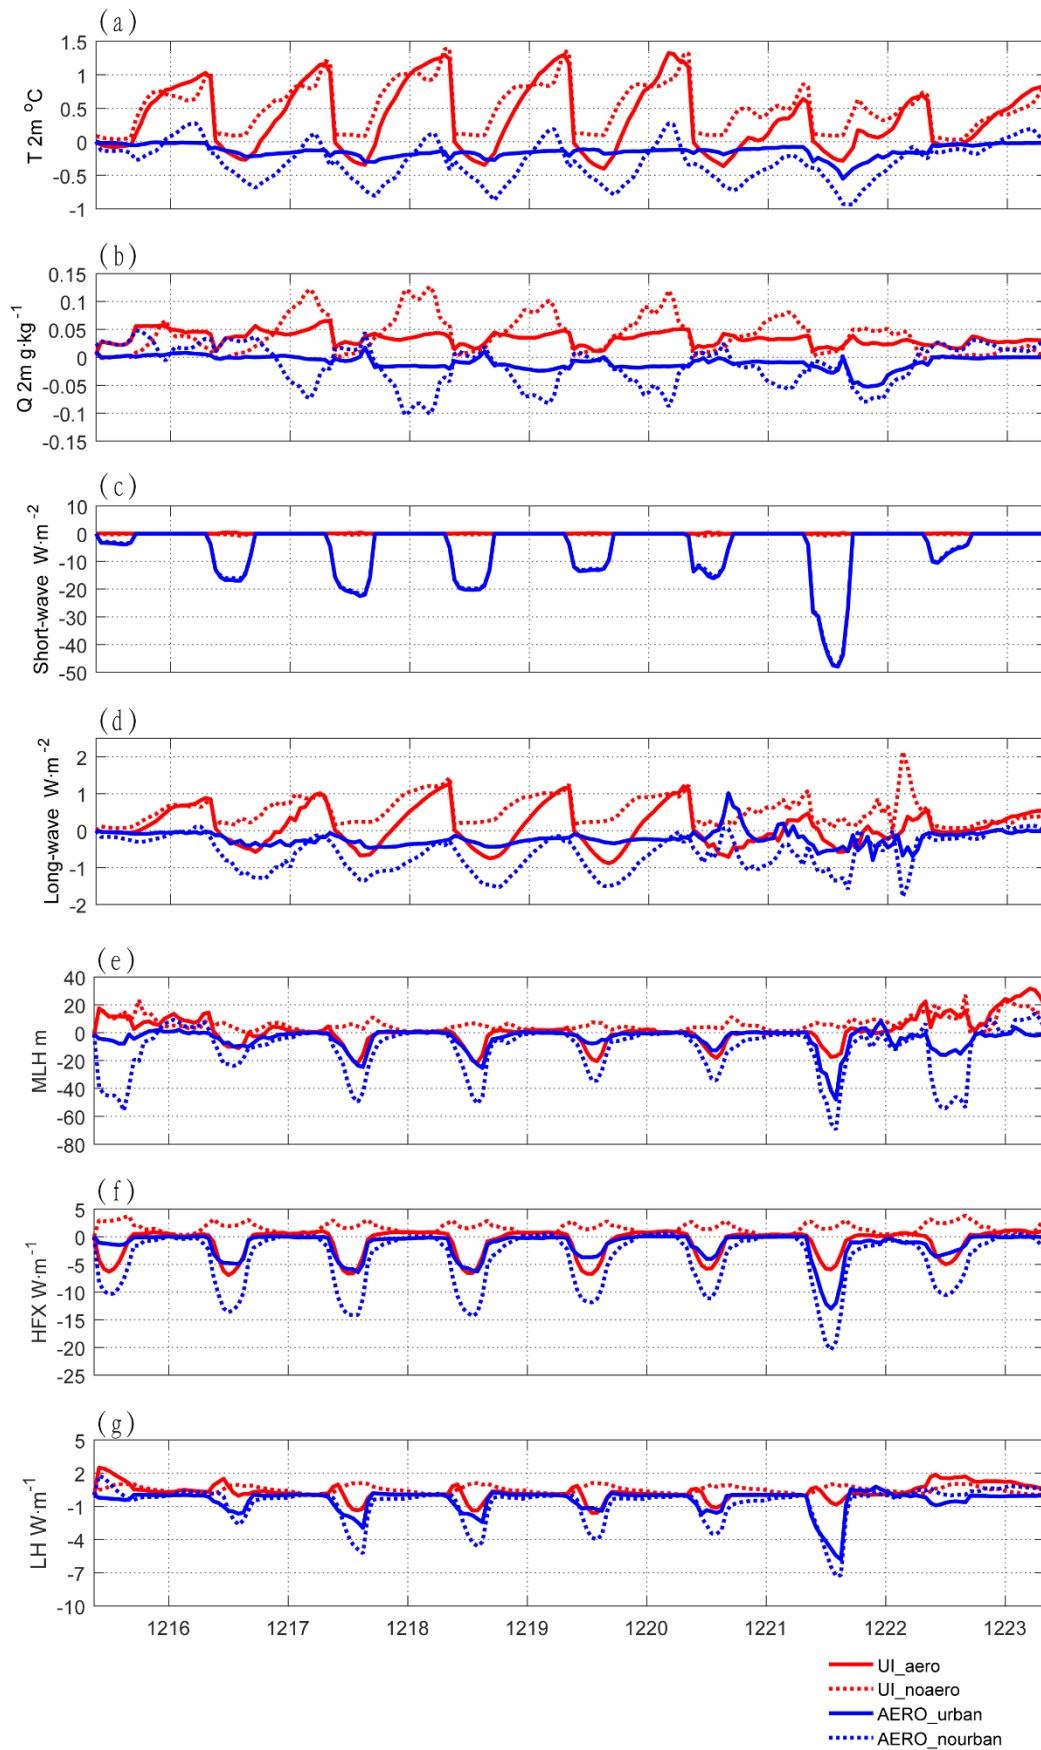 (a)
T 2m °C
1.5
1
0.5
0
-0.5
-1
(b)
Q 2m g·kg-1
0.15
0.1
0.05
0
-0.05
-0.1
-0.15
(c)
Short-wave W·m-2
10
0
-10
-20
-30
-40
-50
(d)
Long-wave W·m-2
2
1
0
-1
-2
(e)
MLH m
40
20
0
-20
-40
-60
-80
(f)
HFX W·m-1
5
0
-5
-10
-15
-20
-25
(g)
LH W·m-1
5
2
-1
-4
-7
-10
1216 1217 1218 1219 1220 1221 1222 1223
UI_aero
UI_noaero
AERO_urban
AERO_nourban